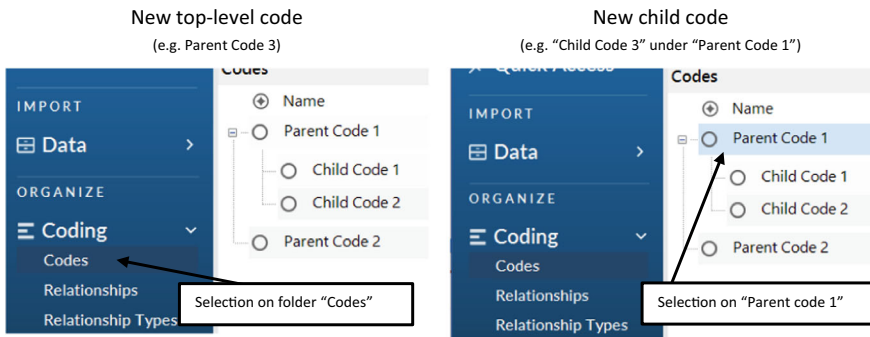 New top-level code
(e.g. Parent Code 3)
Codes
IMPORT
Name
Data
Parent Code 1
Child Code 1
ORGANIZE
Child Code 2
Coding
Parent Code 2
Codes
Relationships
Selection on folder “Codes”
Relationship Types
New child code
(e.g. “Child Code 3” under “Parent Code 1”)
Quick Access
Codes
IMPORT
Name
Data
Parent Code 1
Child Code 1
ORGANIZE
Child Code 2
Coding
Parent Code 2
Codes
Relationships
Selection on “Parent code 1”
Relationship Types